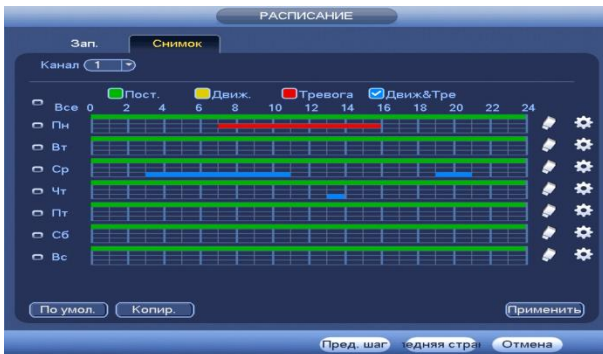 РАСПИСАНИЕ
Зап. Снимок
Канал 1
Пост. Движ. Тревога Движ&Тре
Все 0 2 4 6 8 10 12 14 16 18 20 22 24
Пн
Вт
Ср
Чт
Пт
Сб
Вс
По умол. Копир. Применить
Пред. шаг едняя стра Отмена